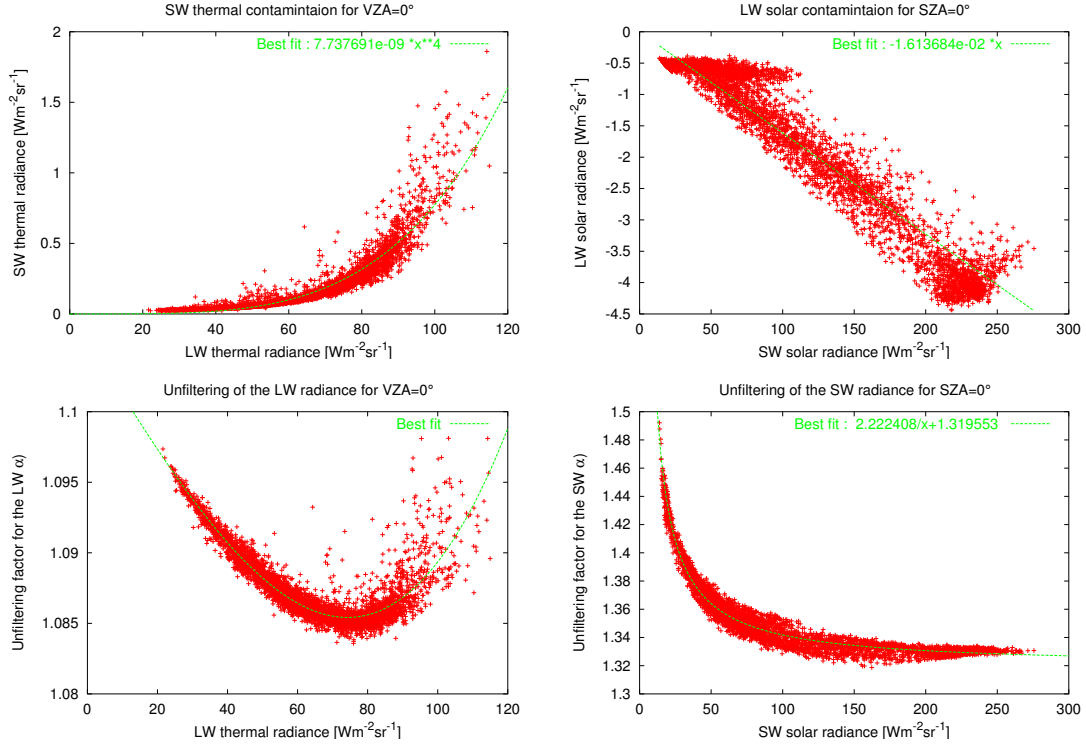 SW thermal contamintaion for VZA=0°
Best fit : 7.737691e-09 *x**4
SW thermal radiance [Wm⁻²sr⁻¹]
2
1.5
1
0.5
0
0 20 40 60 80 100 120
LW thermal radiance [Wm⁻²sr⁻¹]
LW solar contamintaion for SZA=0°
Best fit : -1.613684e-02 *x
LW solar radiance [Wm⁻²sr⁻¹]
0
-0.5
-1
-1.5
-2
-2.5
-3
-3.5
-4
-4.5
0 50 100 150 200 250 300
SW solar radiance [Wm⁻²sr⁻¹]
Unfiltering of the LW radiance for VZA=0°
Best fit
Unfiltering factor for the LW α)
1.1
1.095
1.09
1.085
1.08
0 20 40 60 80 100 120
LW thermal radiance [Wm⁻²sr⁻¹]
Unfiltering of the SW radiance for SZA=0°
Best fit : 2.222408/x+1.319553
Unfiltering factor for the SW α)
1.5
1.48
1.46
1.44
1.42
1.4
1.38
1.36
1.34
1.32
1.3
0 50 100 150 200 250 300
SW solar radiance [Wm⁻²sr⁻¹]